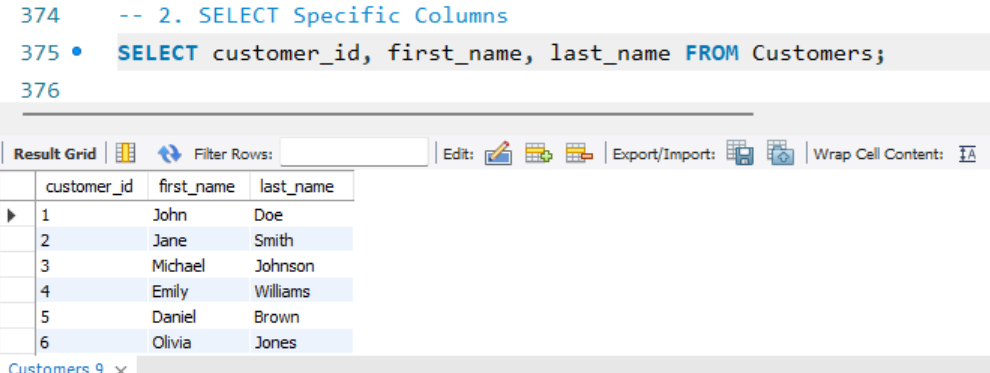 374 -- 2. SELECT Specific Columns
375 SELECT customer_id, first_name, last_name FROM Customers;
376
Result Grid Filter Rows: Edit: Export/Import: Wrap Cell Content: IA
customer_id first_name last_name
1 John Doe
2 Jane Smith
3 Michael Johnson
4 Emily Williams
5 Daniel Brown
6 Olivia Jones
Customers 9 ×